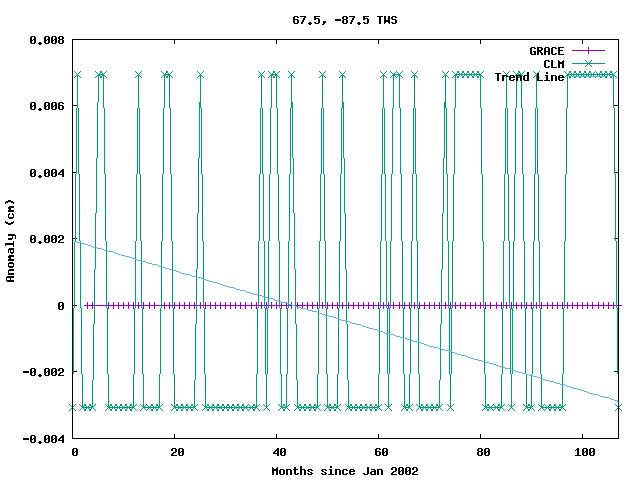 67.5, -87.5 TWS
0.008
0.006
0.004
0.002
0
-0.002
-0.004
Anomaly (cm)
GRACE
CLM
Trend Line
0 20 40 60 80 100
Months since Jan 2002